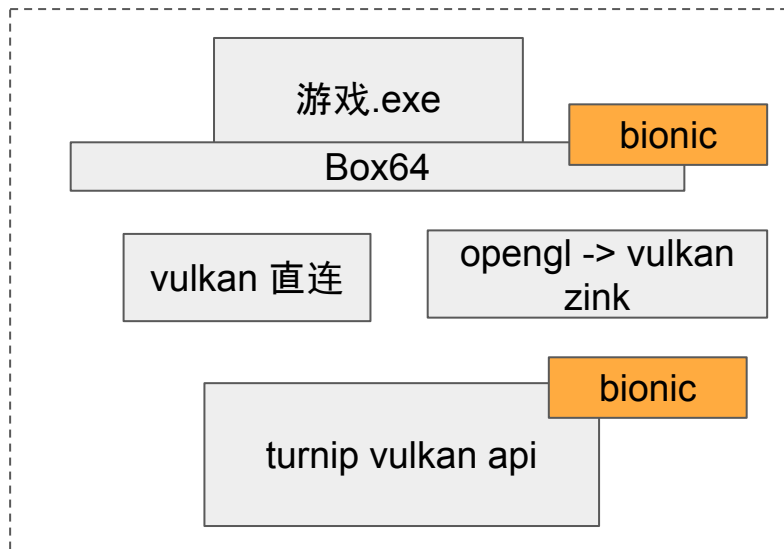 游戏.exe
bionic
Box64
vulkan 直连
opengl -> vulkan
zink
bionic
turnip vulkan api